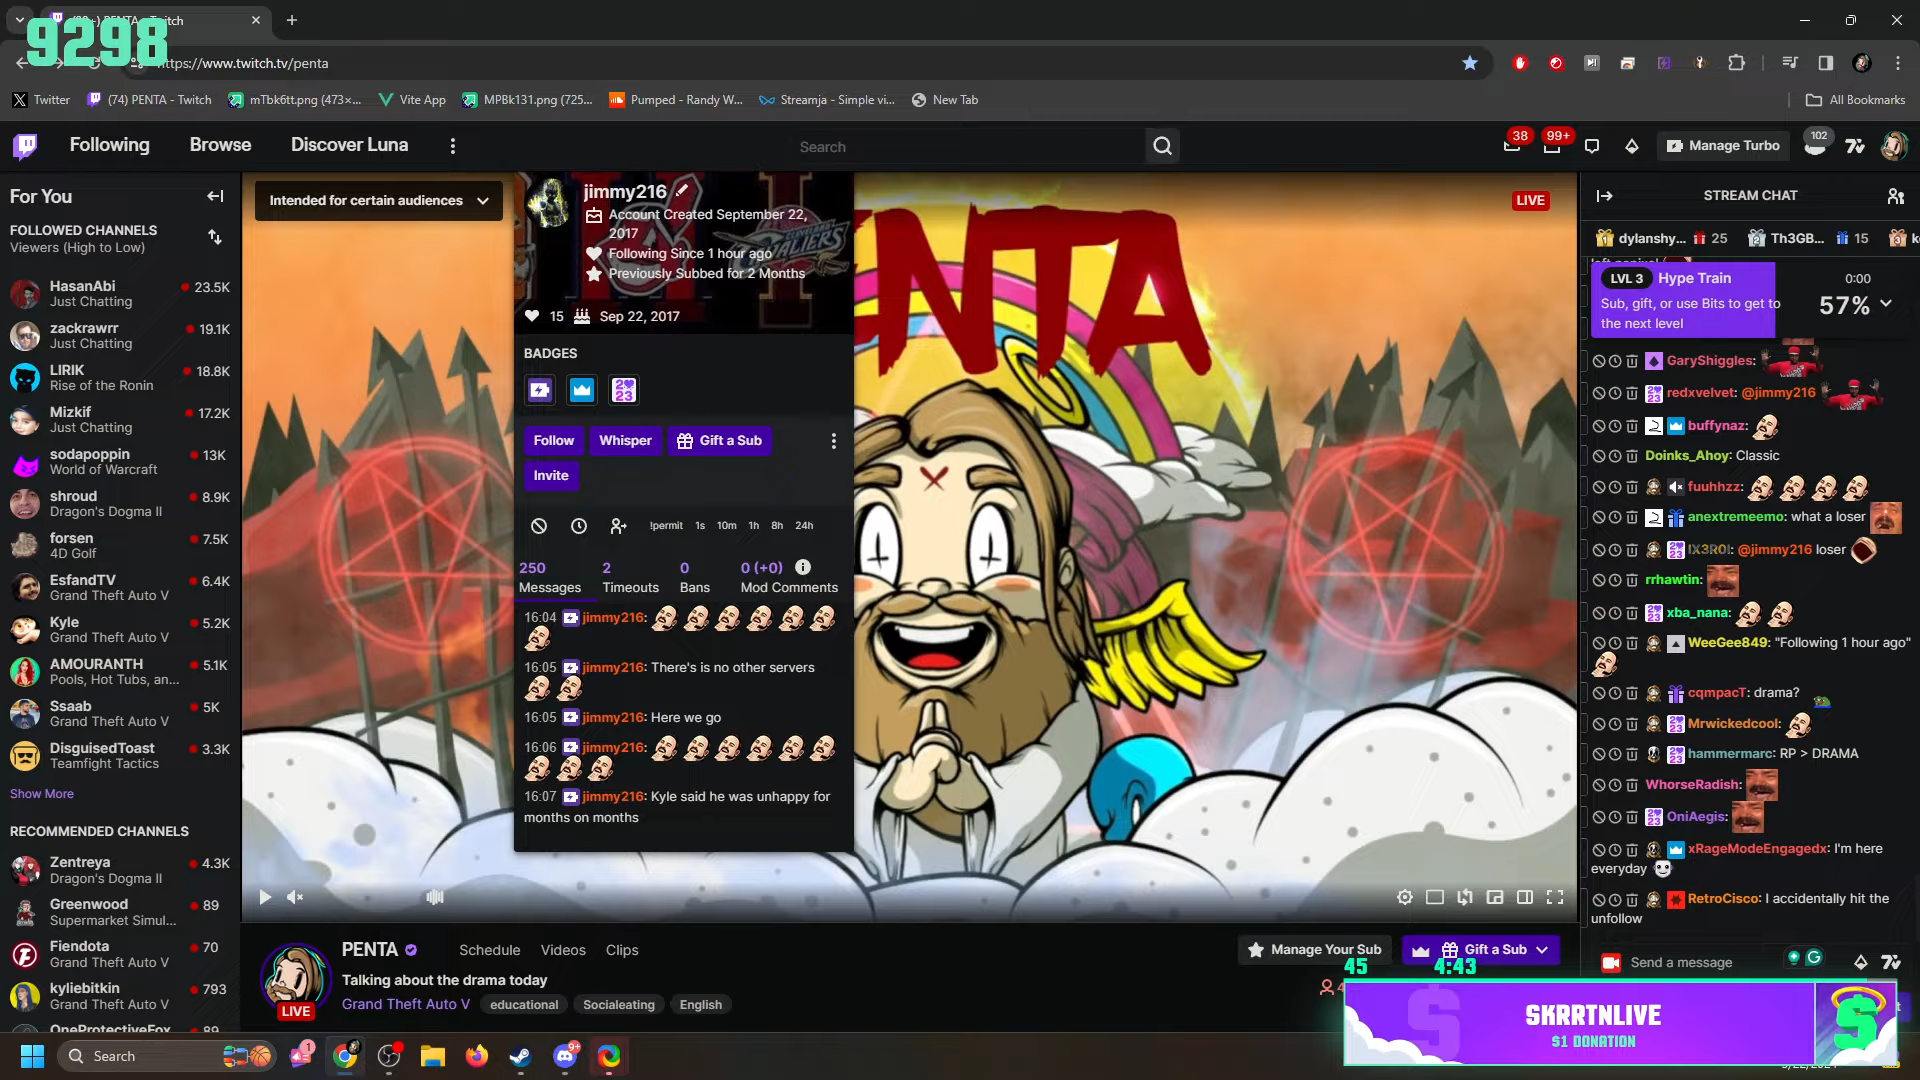 9298
https://www.twitch.tv/penta
Twitter
(74) PENTA - Twitch
mTbk6tt.png (473×...
Vite App
MPBk131.png (725...
Pumped - Randy W...
Streamja - Simple vi...
New Tab
All Bookmarks
Following
Browse
Discover Luna
Search
38
99+
Manage Turbo
102
For You
FOLLOWED CHANNELS
Viewers (High to Low)
HasanAbi
23.5K
Just Chatting
zackrawrr
19.1K
Just Chatting
LIRIK
18.8K
Rise of the Ronin
Mizkif
17.2K
Just Chatting
sodapoppin
13K
World of Warcraft
shroud
8.9K
Dragon's Dogma II
forsen
7.5K
4D Golf
EsfandTV
6.4K
Grand Theft Auto V
Kyle
5.2K
Grand Theft Auto V
AMOURANTH
5.1K
Pools, Hot Tubs, an...
Ssaab
5K
Grand Theft Auto V
DisguisedToast
3.3K
Teamfight Tactics
Show More
RECOMMENDED CHANNELS
Zentreya
4.3K
Dragon's Dogma II
Greenwood
89
Supermarket Simul...
Fiendota
70
Grand Theft Auto V
kyliebitkin
793
Grand Theft Auto V
OneProtectiveFox
89
Intended for certain audiences
LIVE
NTA
jimmy216
Account Created September 22,
2017
Following Since 1 hour ago
Previously Subbed for 2 Months
15
Sep 22, 2017
BADGES
Follow
Whisper
Gift a Sub
Invite
!permit 1s 10m 1h 8h 24h
250
2
0
0 (+0)
Messages
Timeouts
Bans
Mod Comments
16:04 jimmy216:
16:05 jimmy216: There's is no other servers
16:05 jimmy216: Here we go
16:06 jimmy216:
16:07 jimmy216: Kyle said he was unhappy for
months on months
PENTA
Schedule
Videos
Clips
Talking about the drama today
Grand Theft Auto V
educational
Socialeating
English
LIVE
Manage Your Sub
Gift a Sub
45
4:43
SKRRTNLIVE
$1 DONATION
STREAM CHAT
dylanshy... 25
Th3GB... 15
LVL 3 Hype Train
0:00
Sub, gift, or use Bits to get to
the next level
57%
GaryShiggles:
redxvelvet: @jimmy216
buffynaz:
Doinks_Ahoy: Classic
fuuhhzz:
anextremeemo: what a loser
IX3R0I: @jimmy216 loser
rrhawtin:
xba_nana:
WeeGee849: "Following 1 hour ago"
cqmpacT: drama?
Mrwickedcool:
hammermarc: RP > DRAMA
WhorseRadish:
OniAegis:
xRageModeEngagedx: I'm here
everyday
RetroCisco: I accidentally hit the
unfollow
Send a message
Search
1
9+